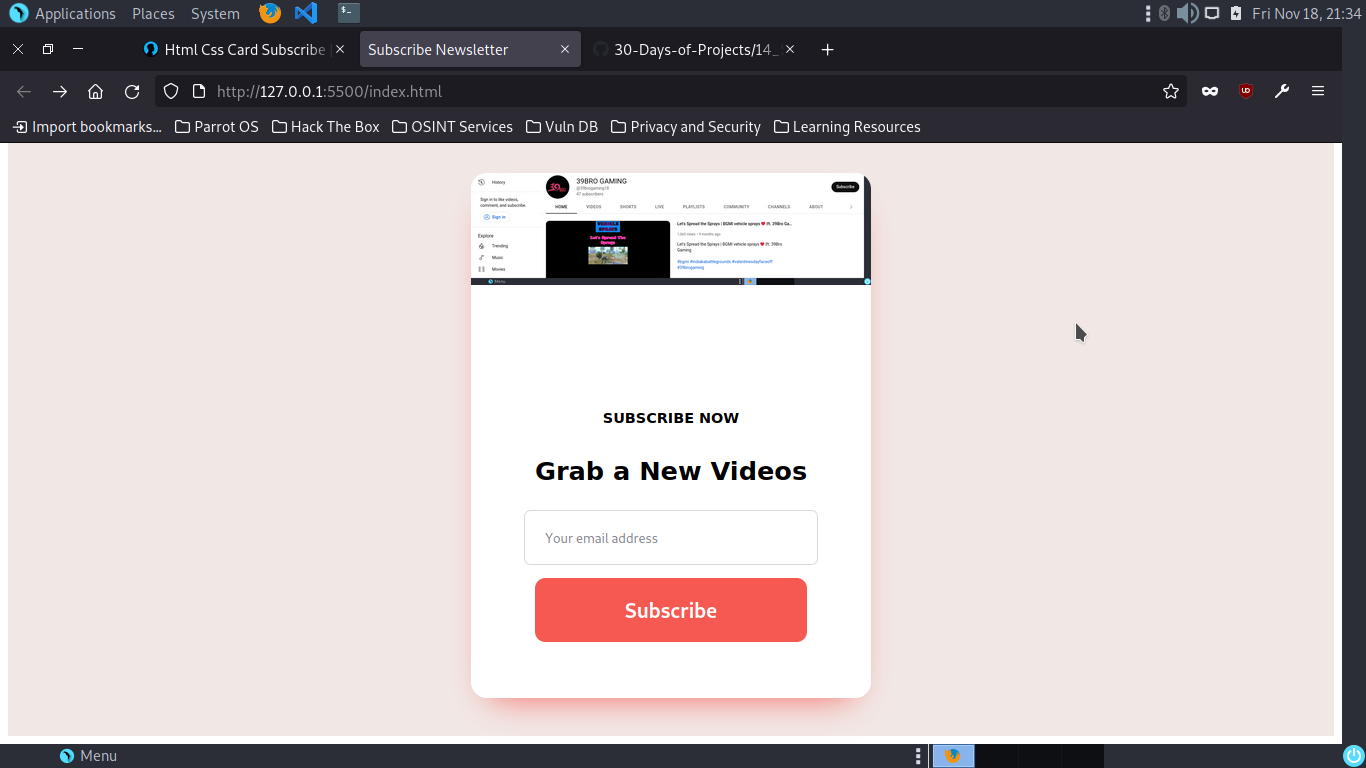 Applications Places System Fri Nov 18, 21:34
Html Css Card Subscribe Subscribe Newsletter 30-Days-of-Projects/14_
http://127.0.0.1:5500/index.html
Import bookmarks... Parrot OS Hack The Box OSINT Services Vuln DB Privacy and Security Learning Resources
History 39BRO GAMING Subscribe
@39brogaming18
47 subscribers
Sign in to like videos,
comment, and subscribe.
HOME VIDEOS SHORTS LIVE PLAYLISTS COMMUNITY CHANNELS ABOUT
Sign in
Let's Spread the Sprays | BGMI vehicle sprays ❤ |ft. 39Bro Ga...
Explore
Let's Spread The
Sprays
Trending
Let's Spread the Sprays | BGMI vehicle sprays ❤ |ft. 39Bro
Gaming
Music
Movies
#39brogaming
Menu
SUBSCRIBE NOW
Grab a New Videos
Your email address
Subscribe
Menu